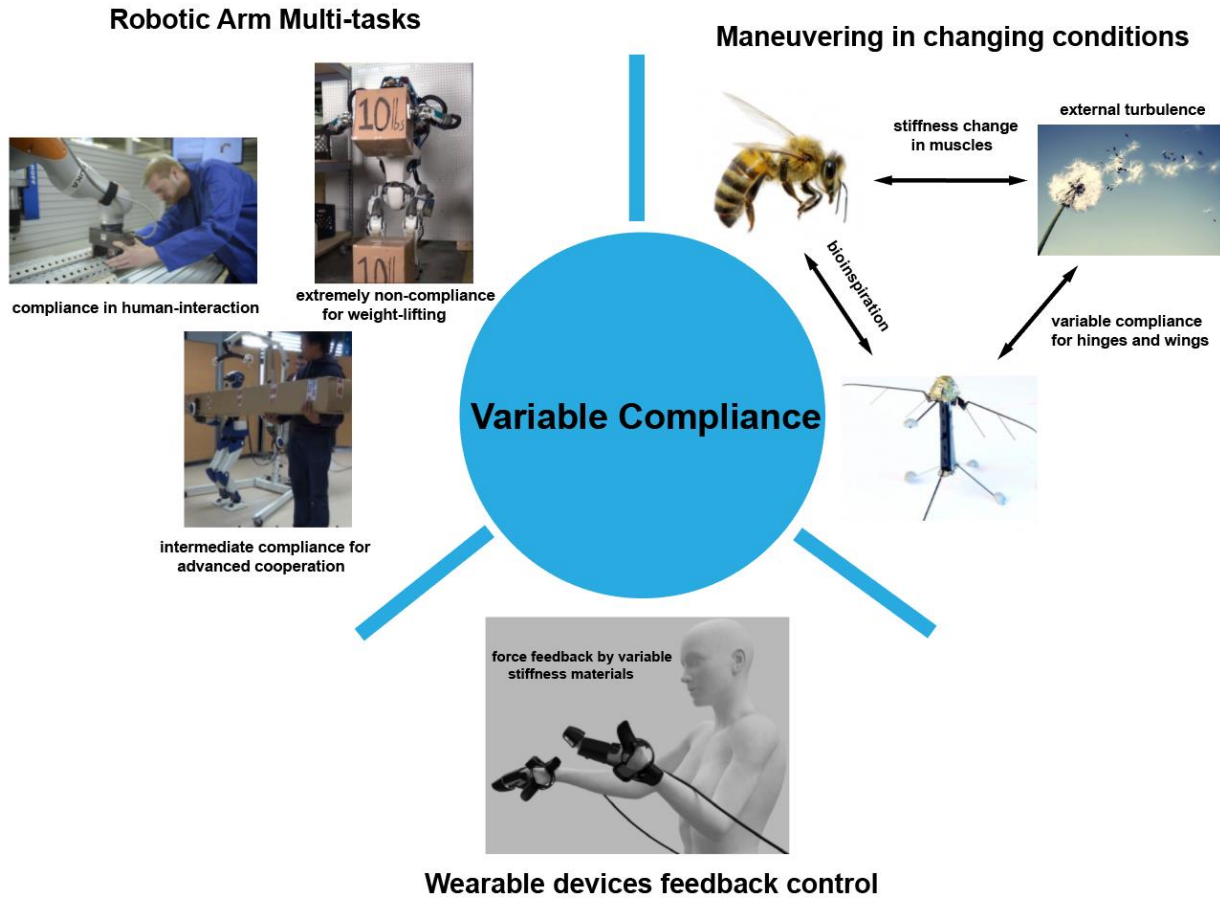 Robotic Arm Multi-tasks
Maneuvering in changing conditions
10lbs
external turbulence
stiffness change
in muscles
compliance in human-interaction
extremely non-compliance
for weight-lifting
bioinspiration
variable compliance
for hinges and wings
Variable Compliance
intermediate compliance for
advanced cooperation
force feedback by variable
stiffness materials
Wearable devices feedback control